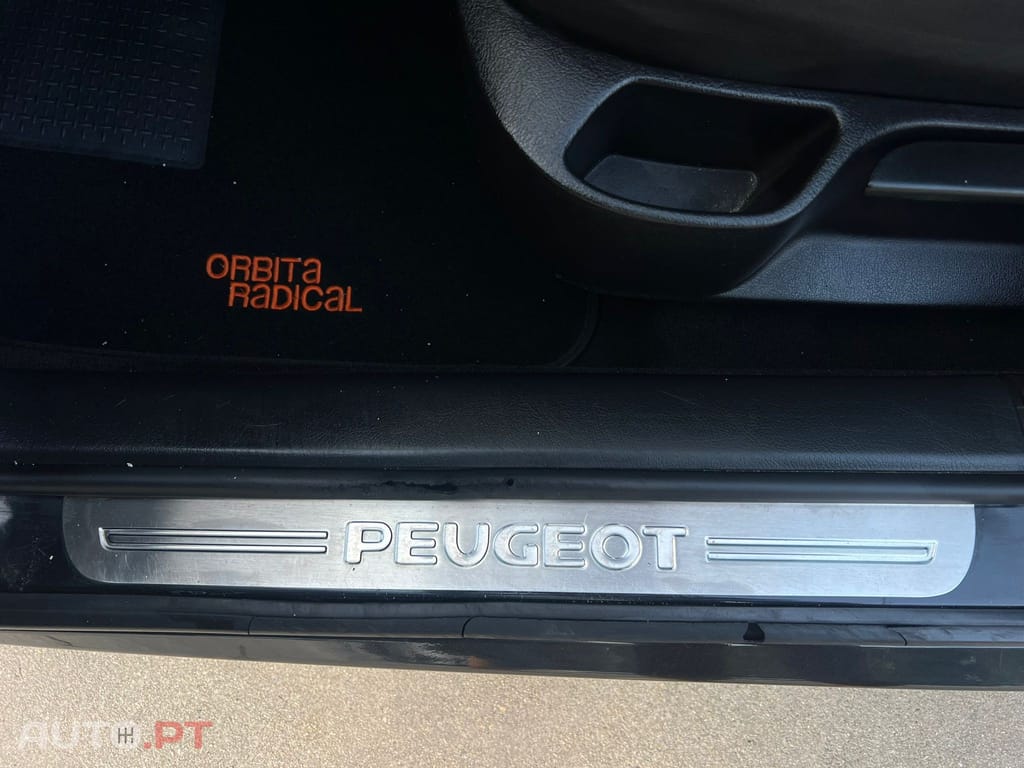 ORBITa
RaDICaL
PEUGEOT
AUTO.PT